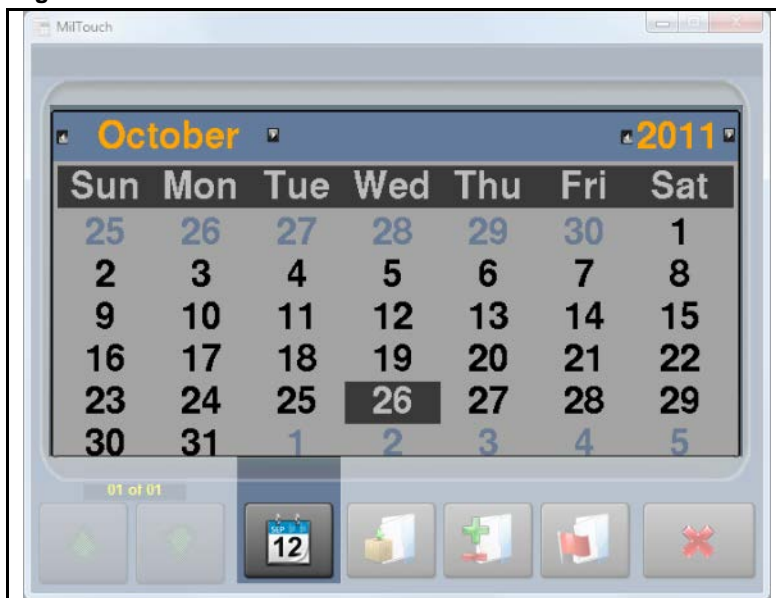 MilTouch
October 2011
Sun Mon Tue Wed Thu Fri Sat
25 26 27 28 29 30 1
2 3 4 5 6 7 8
9 10 11 12 13 14 15
16 17 18 19 20 21 22
23 24 25 26 27 28 29
30 31 1 2 3 4 5
01 of 01
SEP
12